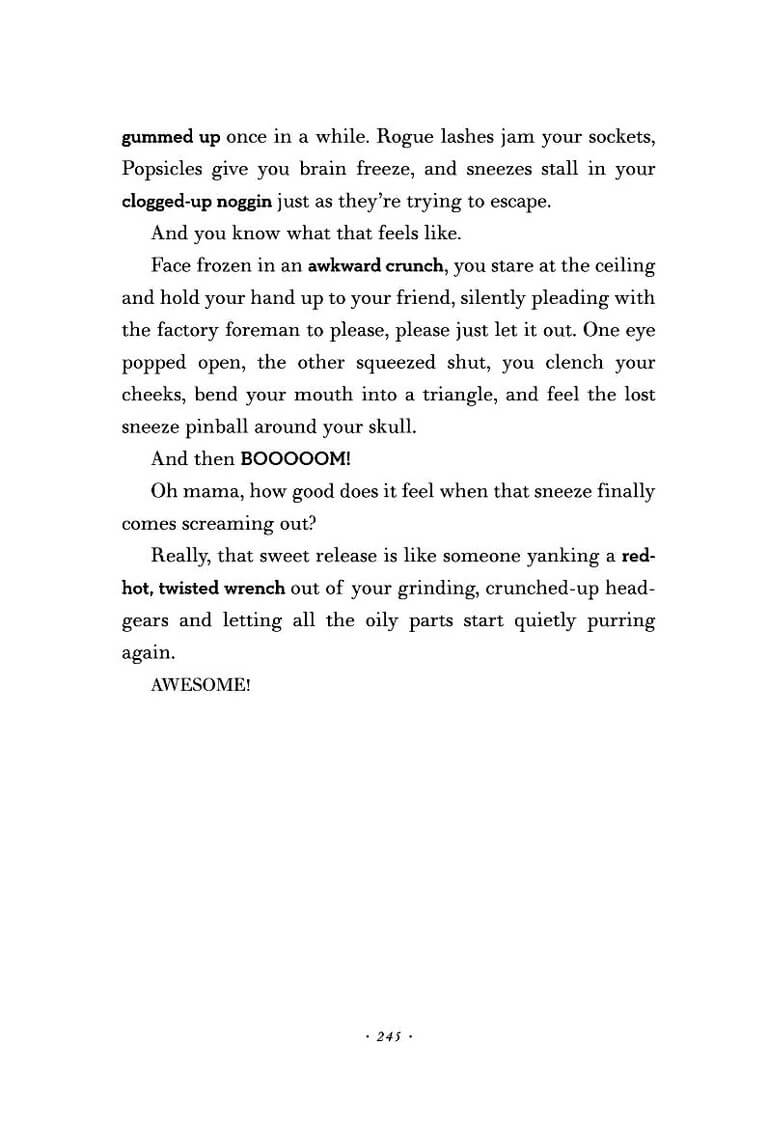 gummed up once in a while. Rogue lashes jam your sockets,
Popsicles give you brain freeze, and sneezes stall in your
clogged-up noggin just as they’re trying to escape.
And you know what that feels like.
Face frozen in an awkward crunch, you stare at the ceiling
and hold your hand up to your friend, silently pleading with
the factory foreman to please, please just let it out. One eye
popped open, the other squeezed shut, you clench your
cheeks, bend your mouth into a triangle, and feel the lost
sneeze pinball around your skull.
And then BOOOOOM!
Oh mama, how good does it feel when that sneeze finally
comes screaming out?
Really, that sweet release is like someone yanking a red-
hot, twisted wrench out of your grinding, crunched-up head-
gears and letting all the oily parts start quietly purring
again.
AWESOME!
· 245 ·